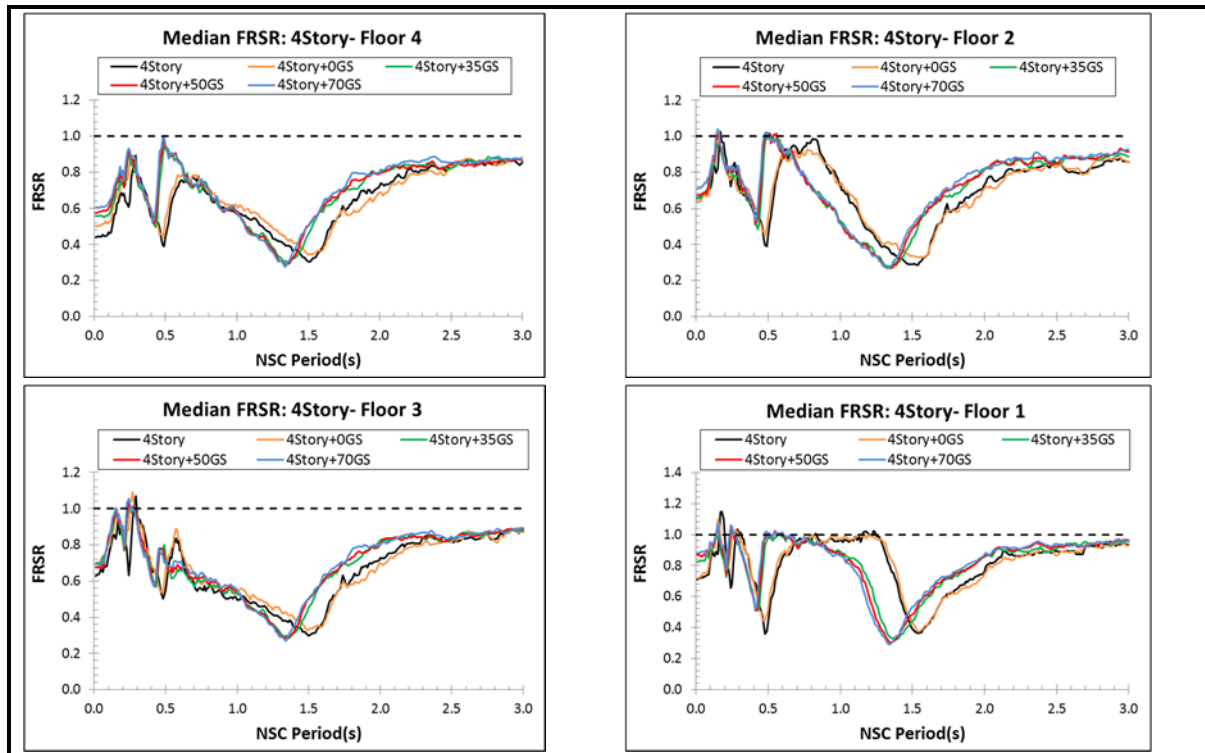 Median FRSR: 4Story- Floor 4
4Story 4Story+0GS 4Story+35GS
4Story+50GS 4Story+70GS
FRSR
1.2
1.0
0.8
0.6
0.4
0.2
0.0
0.0 0.5 1.0 1.5 2.0 2.5 3.0
NSC Period(s)
Median FRSR: 4Story- Floor 2
4Story 4Story+0GS 4Story+35GS
4Story+50GS 4Story+70GS
FRSR
1.2
1.0
0.8
0.6
0.4
0.2
0.0
0.0 0.5 1.0 1.5 2.0 2.5 3.0
NSC Period(s)
Median FRSR: 4Story- Floor 3
4Story 4Story+0GS 4Story+35GS
4Story+50GS 4Story+70GS
FRSR
1.2
1.0
0.8
0.6
0.4
0.2
0.0
0.0 0.5 1.0 1.5 2.0 2.5 3.0
NSC Period(s)
Median FRSR: 4Story- Floor 1
4Story 4Story+0GS 4Story+35GS
4Story+50GS 4Story+70GS
FRSR
1.4
1.2
1.0
0.8
0.6
0.4
0.2
0.0
0.0 0.5 1.0 1.5 2.0 2.5 3.0
NSC Period(s)